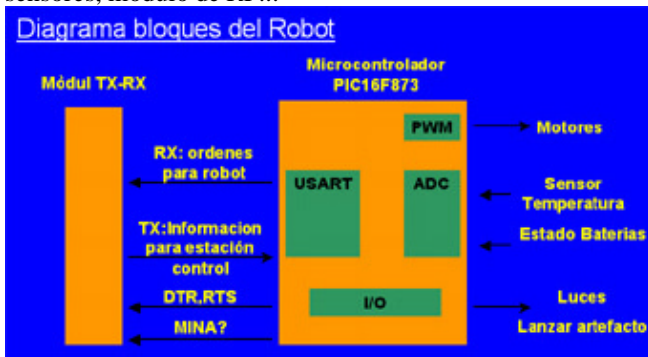 Diagrama bloques del Robot
Módul TX-RX
Microcontrolador
PIC16F873
PWM
Motores
RX: ordenes
para robot
USART
ADC
Sensor
Temperatura
TX:Informacion
para estación
control
Estado Baterias
DTR,RTS
I/O
Luces
MINA?
Lanzar artefacto